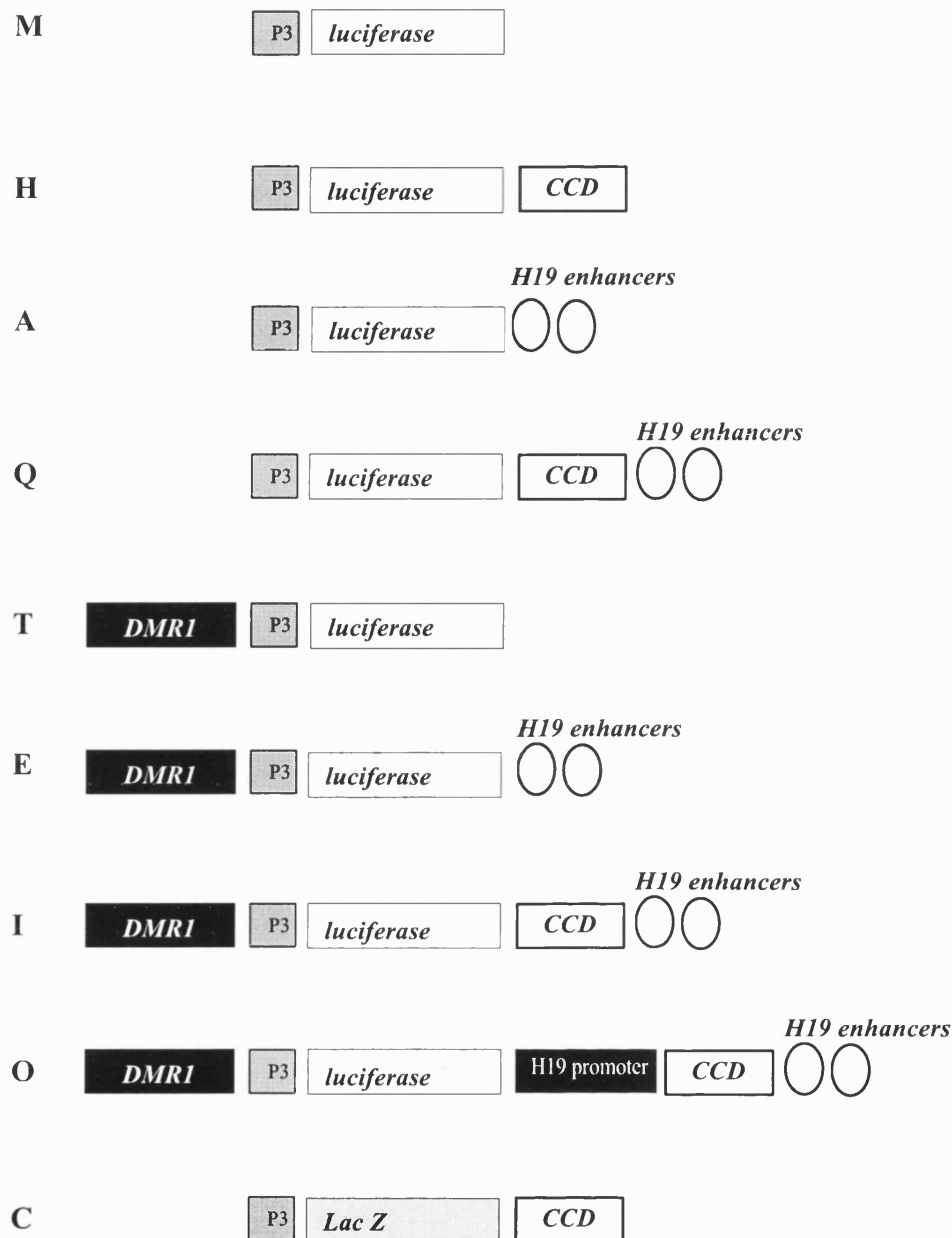 M P3 luciferase
H P3 luciferase CCD
H19 enhancers
A P3 luciferase
H19 enhancers
Q P3 luciferase CCD
T DMR1 P3 luciferase
H19 enhancers
E DMR1 P3 luciferase
H19 enhancers
I DMR1 P3 luciferase CCD
H19 enhancers
O DMR1 P3 luciferase H19 promoter CCD
C P3 Lac Z CCD